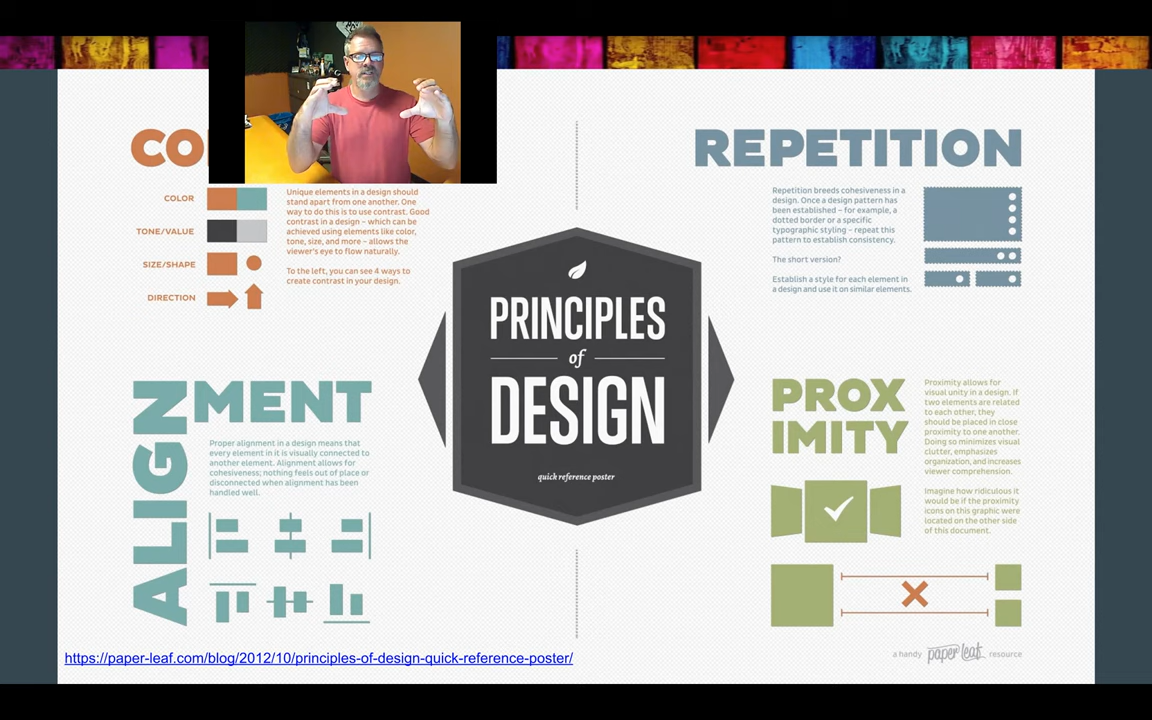 CO
COLOR
TONE/VALUE
SIZE/SHAPE
DIRECTION
Unique elements in a design should
stand apart from one another. One
way to do this is to use contrast. Good
contrast in a design – which can be
achieved using elements like color,
tone, size, and more – allows the
viewer's eye to flow naturally.
To the left, you can see 4 ways to
create contrast in your design.
REPETITION
Repetition breeds cohesiveness in a
design. Once a design pattern has
been established – for example, a
dotted border or a specific
typographic styling – repeat this
pattern to establish consistency.
The short version?
Establish a style for each element in
a design and use it on similar elements.
PRINCIPLES
of
DESIGN
quick reference poster
ALIGNMENT
Proper alignment in a design means that
every element in it is visually connected to
another element. Alignment allows for
cohesiveness; nothing feels out of place or
disconnected when alignment has been
handled well.
PROX
IMITY
Proximity allows for
visual unity in a design. If
two elements are related
to each other, they
should be placed in close
proximity to one another.
Doing so minimizes visual
clutter, emphasizes
organization, and increases
viewer comprehension.
Imagine how ridiculous it
would be if the proximity
icons on this graphic were
located on the other side
of this document.
https://paper-leaf.com/blog/2012/10/principles-of-design-quick-reference-poster/
a handy paper leaf resource